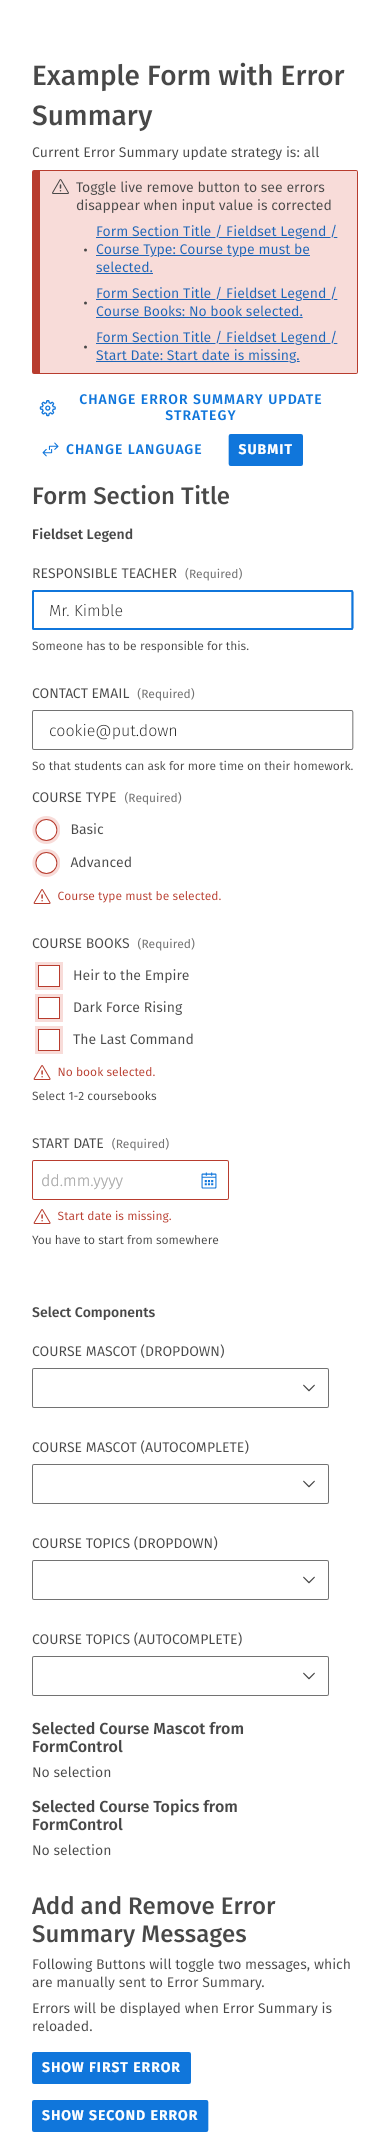 Example Form with Error
Summary
Current Error Summary update strategy is: all
Toggle live remove button to see errors
disappear when input value is corrected
• Form Section Title / Fieldset Legend /
Course Type: Course type must be
selected.
• Form Section Title / Fieldset Legend /
Course Books: No book selected.
• Form Section Title / Fieldset Legend /
Start Date: Start date is missing.
CHANGE ERROR SUMMARY UPDATE
STRATEGY
CHANGE LANGUAGE SUBMIT
Form Section Title
Fieldset Legend
RESPONSIBLE TEACHER (Required)
Mr. Kimble
Someone has to be responsible for this.
CONTACT EMAIL (Required)
cookie@put.down
So that students can ask for more time on their homework.
COURSE TYPE (Required)
Basic
Advanced
Course type must be selected.
COURSE BOOKS (Required)
Heir to the Empire
Dark Force Rising
The Last Command
No book selected.
Select 1-2 coursebooks
START DATE (Required)
dd.mm.yyyy
Start date is missing.
You have to start from somewhere
Select Components
COURSE MASCOT (DROPDOWN)
COURSE MASCOT (AUTOCOMPLETE)
COURSE TOPICS (DROPDOWN)
COURSE TOPICS (AUTOCOMPLETE)
Selected Course Mascot from
FormControl
No selection
Selected Course Topics from
FormControl
No selection
Add and Remove Error
Summary Messages
Following Buttons will toggle two messages, which
are manually sent to Error Summary.
Errors will be displayed when Error Summary is
reloaded.
SHOW FIRST ERROR
SHOW SECOND ERROR